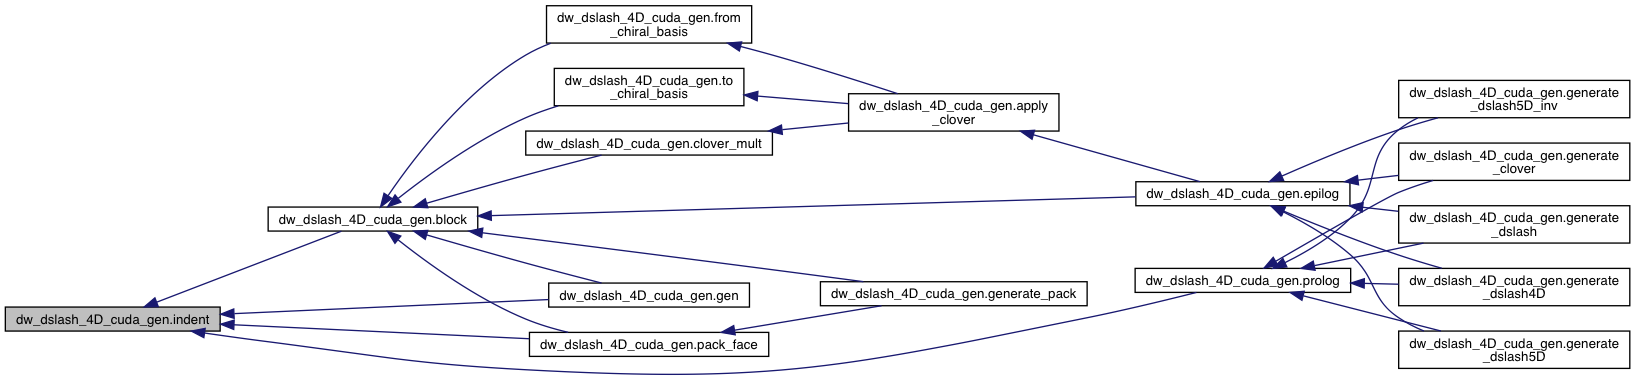 dw_dslash_4D_cuda_gen.indent
dw_dslash_4D_cuda_gen.block
dw_dslash_4D_cuda_gen.from
_chiral_basis
dw_dslash_4D_cuda_gen.to
_chiral_basis
dw_dslash_4D_cuda_gen.clover_mult
dw_dslash_4D_cuda_gen.gen
dw_dslash_4D_cuda_gen.pack_face
dw_dslash_4D_cuda_gen.apply
_clover
dw_dslash_4D_cuda_gen.generate_pack
dw_dslash_4D_cuda_gen.epilog
dw_dslash_4D_cuda_gen.prolog
dw_dslash_4D_cuda_gen.generate
_dslash5D_inv
dw_dslash_4D_cuda_gen.generate
_clover
dw_dslash_4D_cuda_gen.generate
_dslash
dw_dslash_4D_cuda_gen.generate
_dslash4D
dw_dslash_4D_cuda_gen.generate
_dslash5D